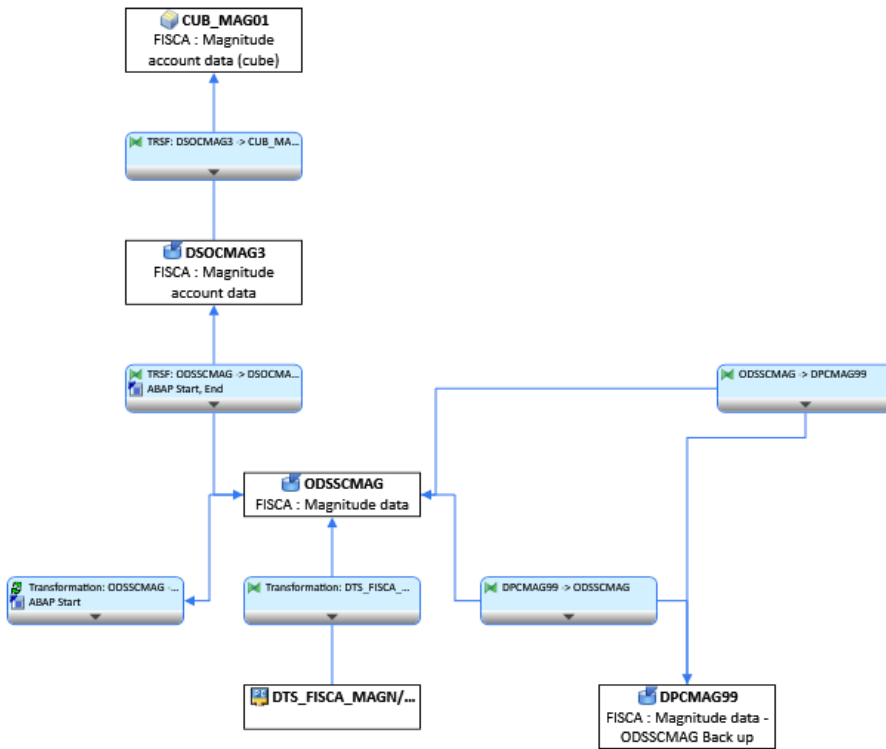 CUB_MAG01
FISCA : Magnitude
account data (cube)
TRSF: DSOCMAG3 -> CUB_MA...
DSOCMAG3
FISCA : Magnitude
account data
TRSF: ODSSCMAG -> DSOCMA...
ABAP Start, End
ODSSCMAG -> DPCMAG99
ODSSCMAG
FISCA : Magnitude data
Transformation: ODSSCMAG -...
ABAP Start
Transformation: DTS_FISCA_...
DPCMAG99 -> ODSSCMAG
DTS_FISCA_MAGN/...
DPCMAG99
FISCA : Magnitude data -
ODSSCMAG Back up